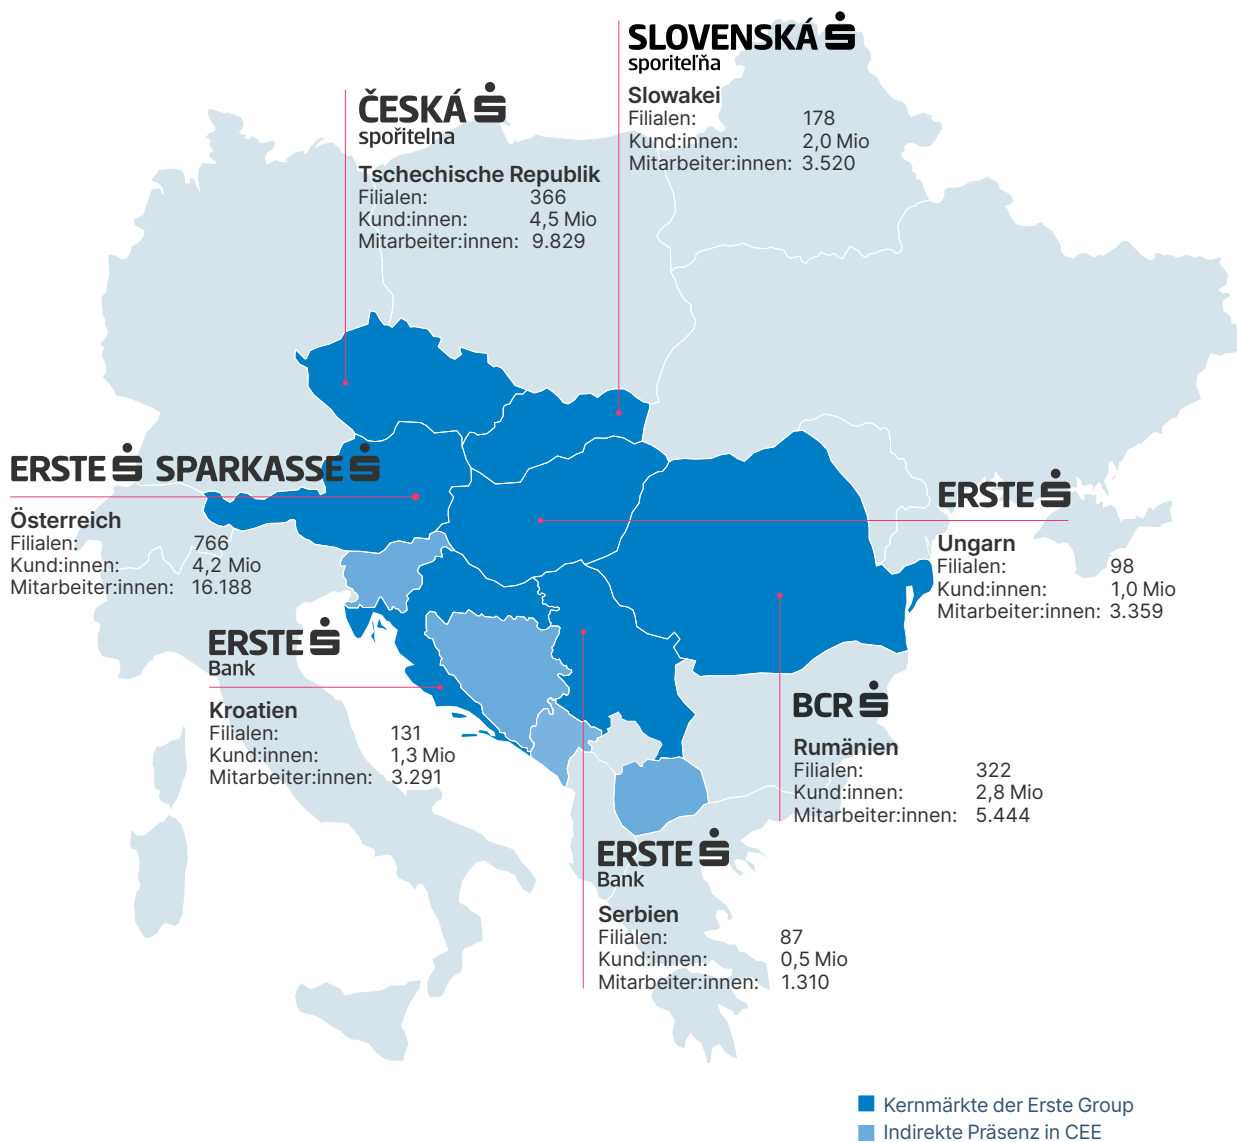 SLOVENSKÁ
sporiteľňa
Slowakei
Filialen: 178
Kund:innen: 2,0 Mio
Mitarbeiter:innen: 3.520
ČESKÁ
spořitelna
Tschechische Republik
Filialen: 366
Kund:innen: 4,5 Mio
Mitarbeiter:innen: 9.829
ERSTE SPARKASSE
Österreich
Filialen: 766
Kund:innen: 4,2 Mio
Mitarbeiter:innen: 16.188
ERSTE
Ungarn
Filialen: 98
Kund:innen: 1,0 Mio
Mitarbeiter:innen: 3.359
ERSTE
Bank
Kroatien
Filialen: 131
Kund:innen: 1,3 Mio
Mitarbeiter:innen: 3.291
BCR
Rumänien
Filialen: 322
Kund:innen: 2,8 Mio
Mitarbeiter:innen: 5.444
ERSTE
Bank
Serbien
Filialen: 87
Kund:innen: 0,5 Mio
Mitarbeiter:innen: 1.310
Kernmärkte der Erste Group
Indirekte Präsenz in CEE